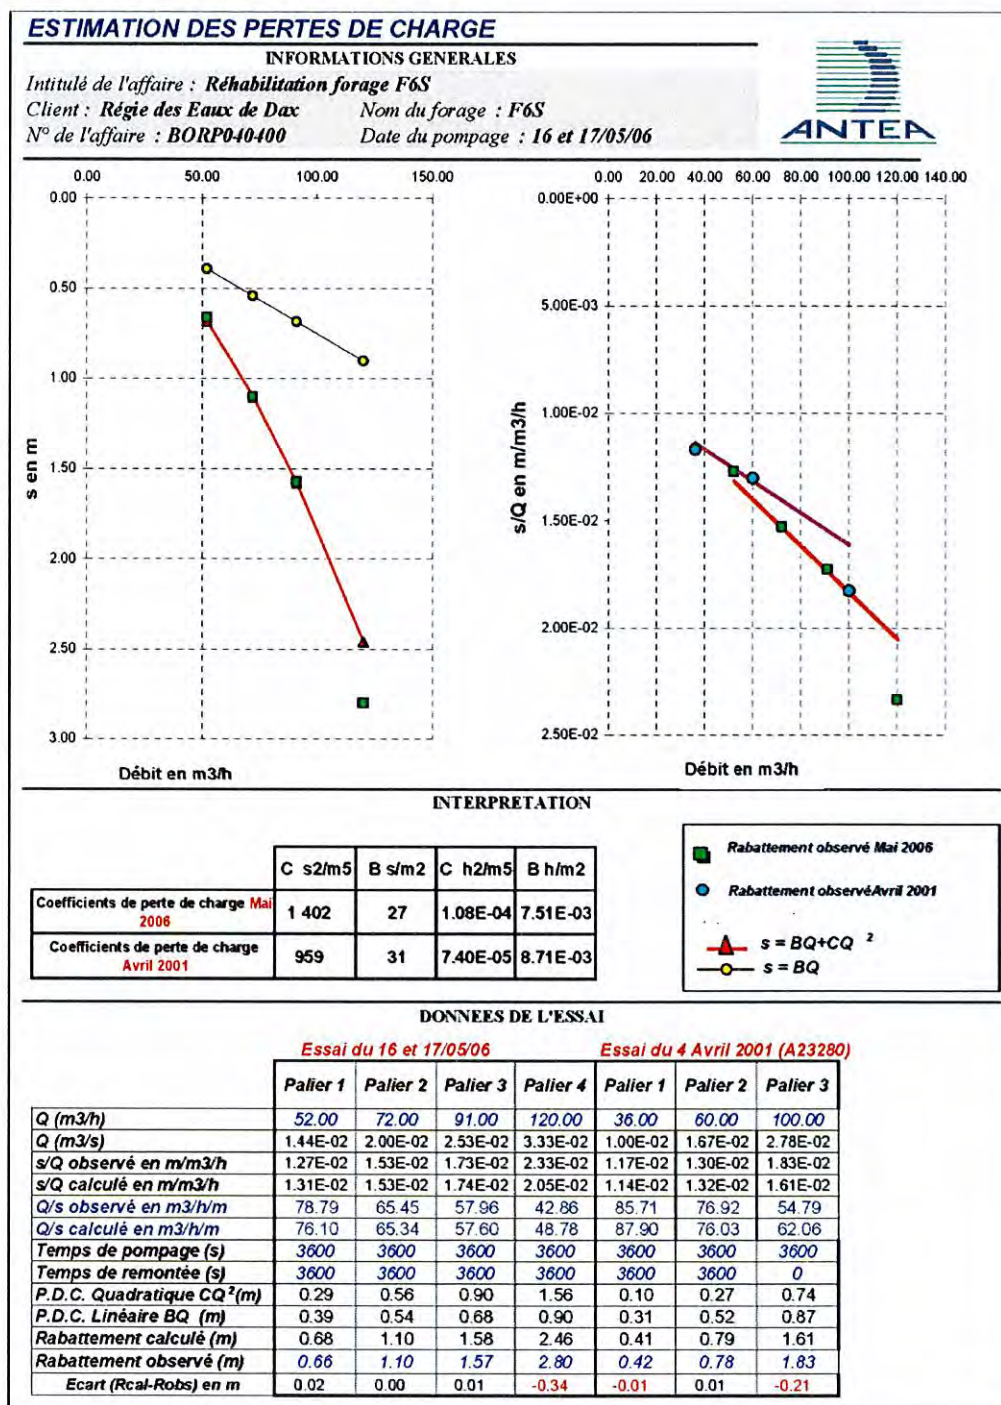 ESTIMATION DES PERTES DE CHARGE
INFORMATIONS GENERALES
Intitulé de l'affaire : Réhabilitation forage F6S
Client : Régie des Eaux de Dax Nom du forage : F6S
N° de l'affaire : BORP040400 Date du pompage : 16 et 17/05/06
ANTEA
0.00 50.00 100.00 150.00
0.00
0.50
1.00
1.50
2.00
2.50
3.00
s en m
Débit en m3/h
0.00 20.00 40.00 60.00 80.00 100.00 120.00 140.00
0.00E+00
5.00E-03
1.00E-02
1.50E-02
2.00E-02
2.50E-02
s/Q en m/m3/h
Débit en m3/h
INTERPRETATION
C s2/m5 B s/m2 C h2/m5 B h/m2
Coefficients de perte de charge Mai 2006 1 402 27 1.08E-04 7.51E-03
Coefficients de perte de charge Avril 2001 959 31 7.40E-05 8.71E-03
Rabattement observé Mai 2006
Rabattement observéAvril 2001
s = BQ+CQ ²
s = BQ
DONNEES DE L'ESSAI
Essai du 16 et 17/05/06 Essai du 4 Avril 2001 (A23280)
Palier 1 Palier 2 Palier 3 Palier 4 Palier 1 Palier 2 Palier 3
Q (m3/h) 52.00 72.00 91.00 120.00 36.00 60.00 100.00
Q (m3/s) 1.44E-02 2.00E-02 2.53E-02 3.33E-02 1.00E-02 1.67E-02 2.78E-02
s/Q observé en m/m3/h 1.27E-02 1.53E-02 1.73E-02 2.33E-02 1.17E-02 1.30E-02 1.83E-02
s/Q calculé en m/m3/h 1.31E-02 1.53E-02 1.74E-02 2.05E-02 1.14E-02 1.32E-02 1.61E-02
Q/s observé en m3/h/m 78.79 65.45 57.96 42.86 85.71 76.92 54.79
Q/s calculé en m3/h/m 76.10 65.34 57.60 48.78 87.90 76.03 62.06
Temps de pompage (s) 3600 3600 3600 3600 3600 3600 3600
Temps de remontée (s) 3600 3600 3600 3600 3600 3600 0
P.D.C. Quadratique CQ²(m) 0.29 0.56 0.90 1.56 0.10 0.27 0.74
P.D.C. Linéaire BQ (m) 0.39 0.54 0.68 0.90 0.31 0.52 0.87
Rabattement calculé (m) 0.68 1.10 1.58 2.46 0.41 0.79 1.61
Rabattement observé (m) 0.66 1.10 1.57 2.80 0.42 0.78 1.83
Ecart (Rcal-Robs) en m 0.02 0.00 0.01 -0.34 -0.01 0.01 -0.21